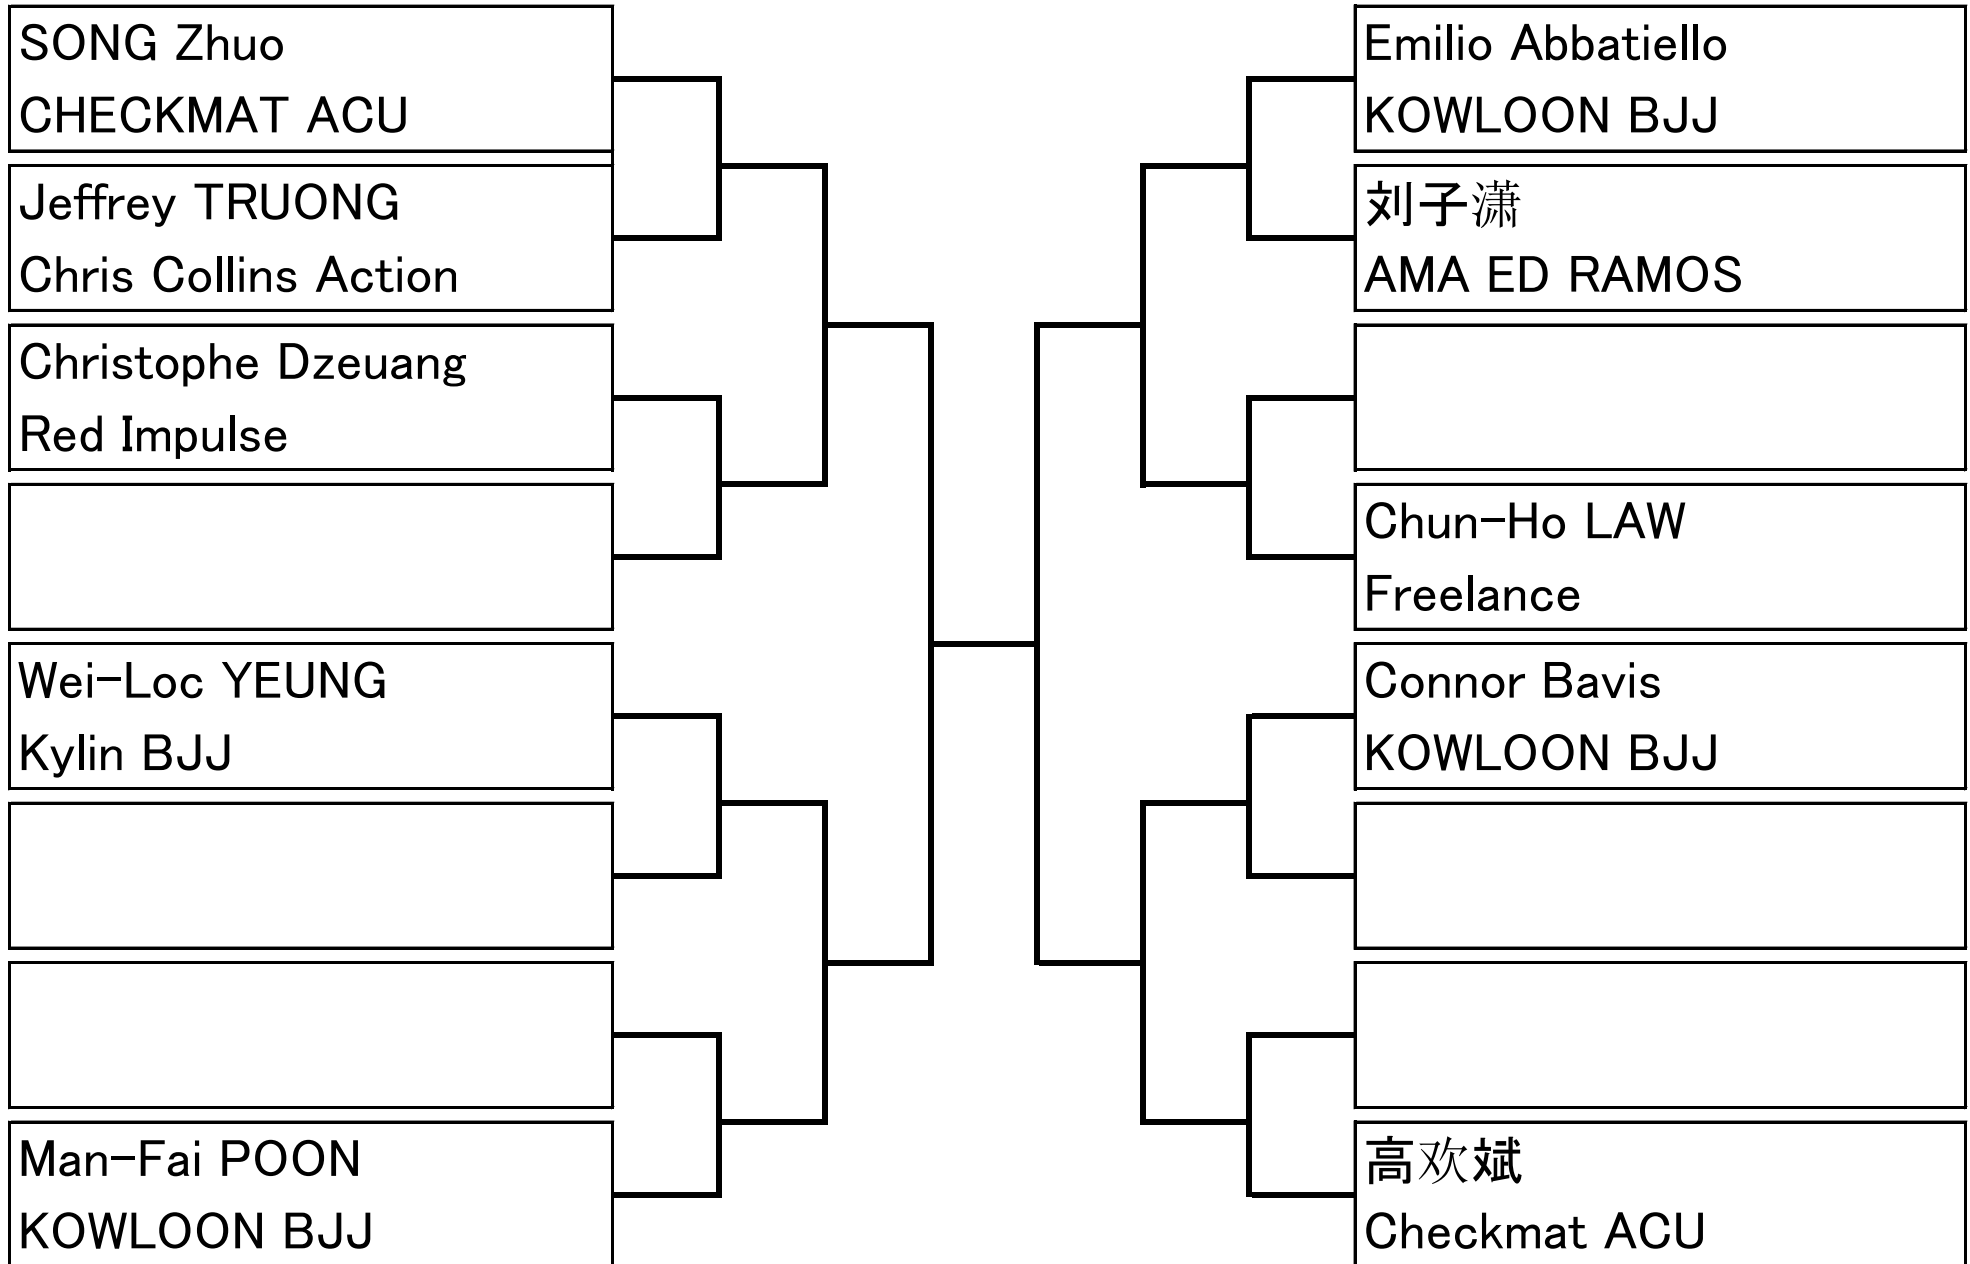 SONG Zhuo
CHECKMAT ACU
Jeffrey TRUONG
Chris Collins Action
Christophe Dzeuang
Red Impulse
Wei-Loc YEUNG
Kylin BJJ
Man-Fai POON
KOWLOON BJJ
Emilio Abbatiello
KOWLOON BJJ
刘子潇
AMA ED RAMOS
Chun-Ho LAW
Freelance
Connor Bavis
KOWLOON BJJ
高欢斌
Checkmat ACU